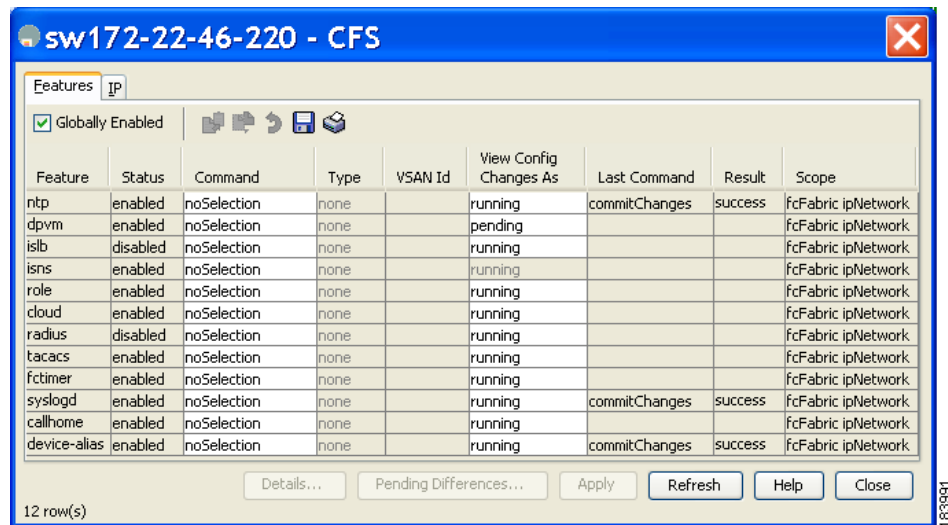 sw172-22-46-220 - CFS
Features IP
Globally Enabled
Feature Status Command Type VSAN Id View Config Changes As Last Command Result Scope
ntp enabled noSelection none running commitChanges success fcFabric ipNetwork
dpvm enabled noSelection none pending fcFabric ipNetwork
islb disabled noSelection none running fcFabric ipNetwork
isns enabled noSelection none running fcFabric ipNetwork
role enabled noSelection none running fcFabric ipNetwork
cloud enabled noSelection none running fcFabric ipNetwork
radius disabled noSelection none running fcFabric ipNetwork
tacacs enabled noSelection none running fcFabric ipNetwork
fctimer enabled noSelection none running fcFabric ipNetwork
syslogd enabled noSelection none running commitChanges success fcFabric ipNetwork
callhome enabled noSelection none running fcFabric ipNetwork
device-alias enabled noSelection none running commitChanges success fcFabric ipNetwork
Details... Pending Differences... Apply Refresh Help Close
12 row(s)